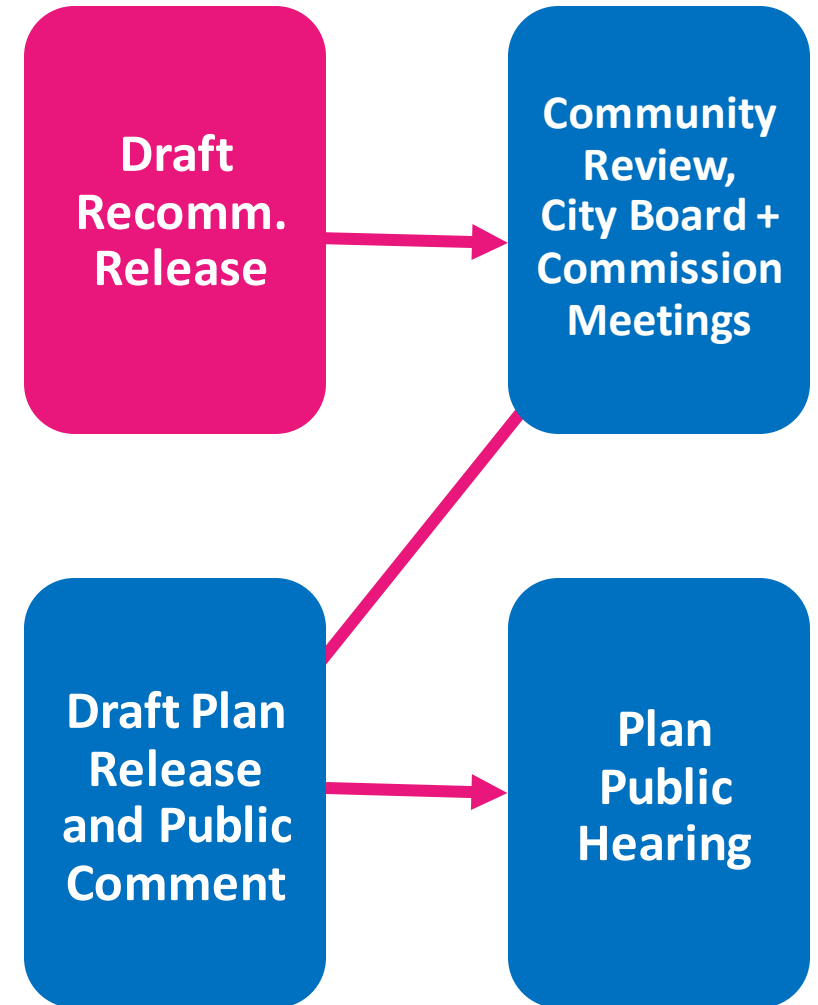 Draft
Recomm.
Release
Community
Review,
City Board +
Commission
Meetings
Draft Plan
Release
and Public
Comment
Plan
Public
Hearing